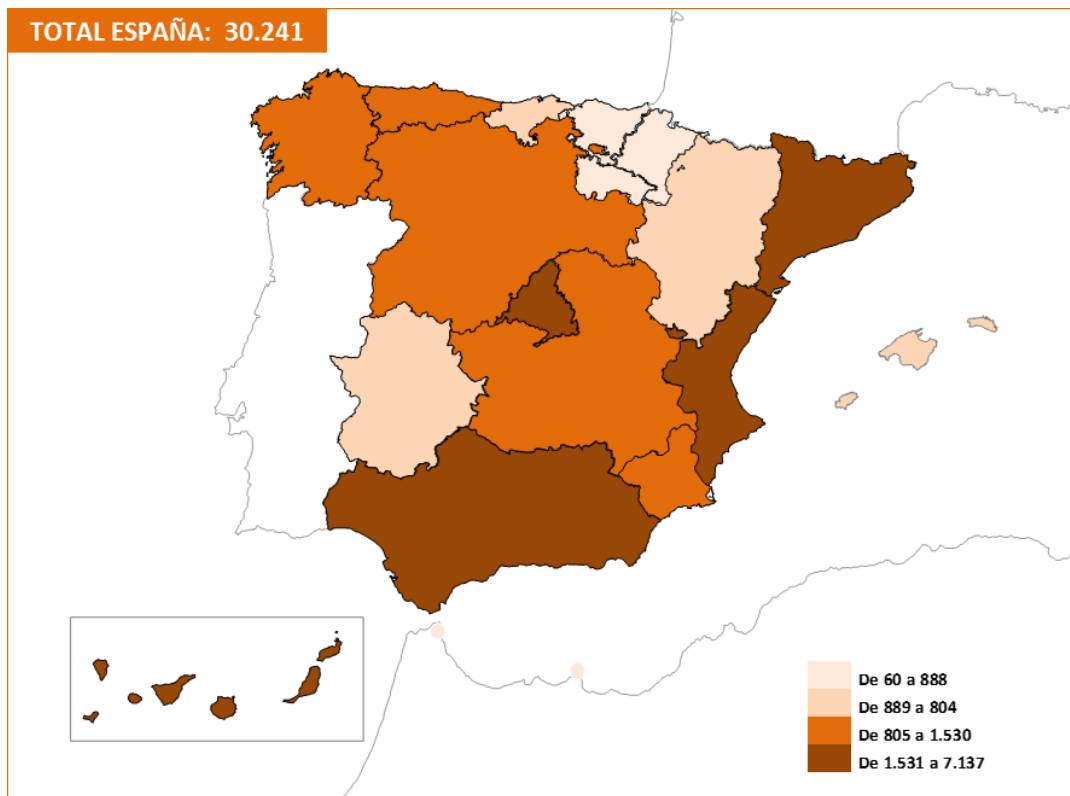 TOTAL ESPAÑA: 30.241
De 60 a 888
De 889 a 804
De 805 a 1.530
De 1.531 a 7.137